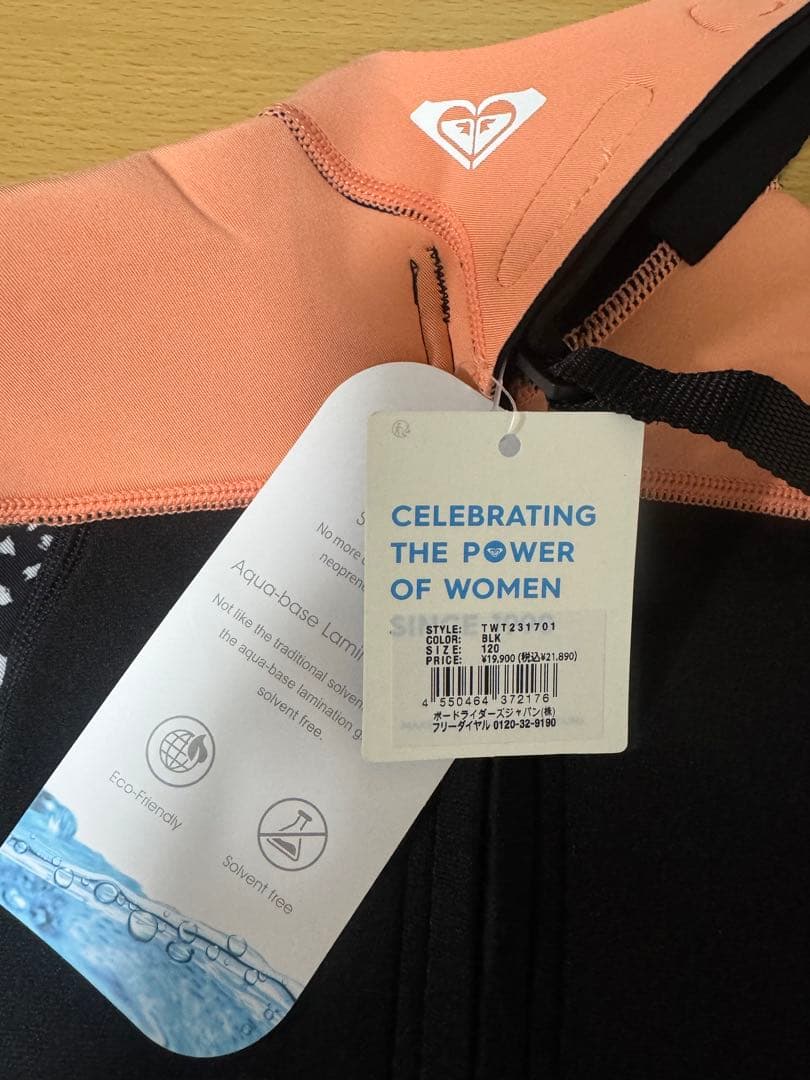 CELEBRATING
THE POWER
OF WOMEN
SINCE
STYLE: TWT231701
COLOR: BLK
SIZE: 120
PRICE: ¥19,900 (税込¥21,890)
4 550464 372176
ボードライダーズジャパン(株)
フリーダイヤル 0120-32-9190
No more
Aqua-base
Not like the traditional
the aqua-base lamination
solvent free.
Eco-Friendly
Solvent free